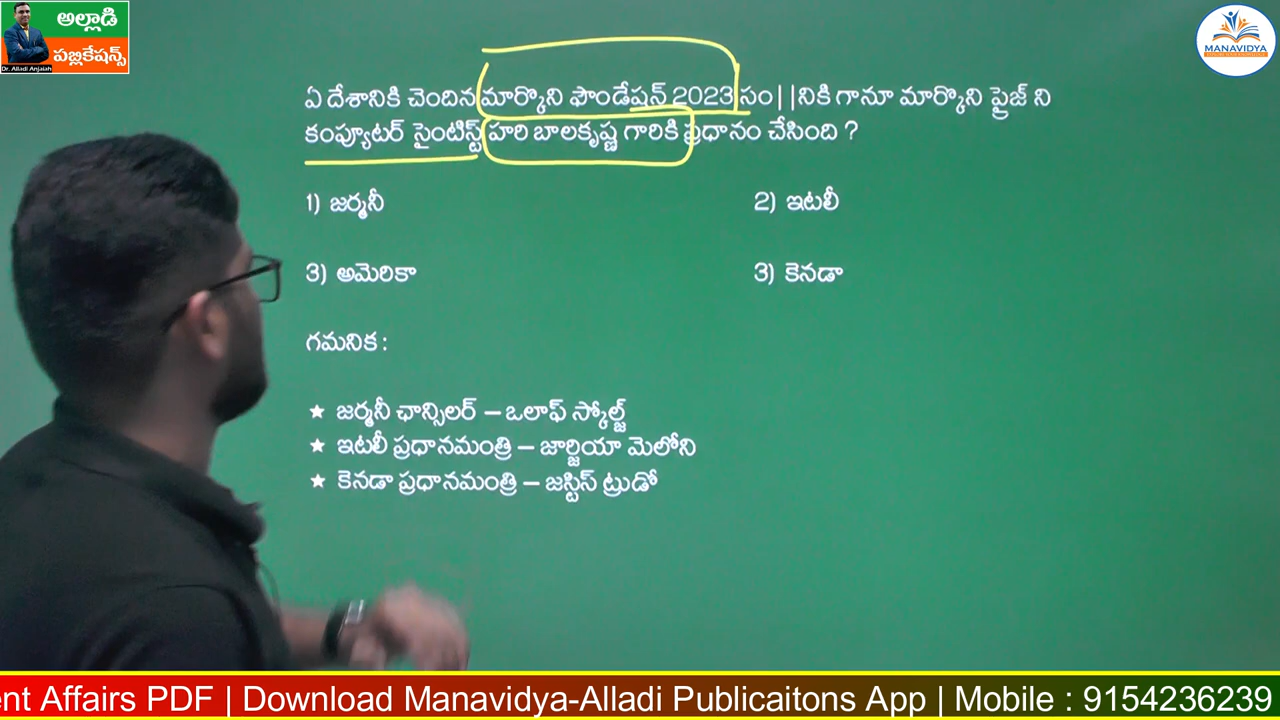 అల్లాడి
పబ్లికేషన్స్
Dr. Alladi Anjaiah
MANAVIDYA
ఏ దేశానికి చెందిన మార్కొని ఫౌండేషన్ 2023 సం||నికి గానూ మార్కొని ప్రైజ్ ని
కంప్యూటర్ సైంటిస్ట్ హరి బాలకృష్ణ గారికి ప్రధానం చేసింది ?
1) జర్మనీ
2) ఇటలీ
3) అమెరికా
3) కెనడా
గమనిక :
★ జర్మనీ ఛాన్సిలర్ – ఒలాఫ్ స్కోల్జ్
★ ఇటలీ ప్రధానమంత్రి – జార్జియా మెలోని
★ కెనడా ప్రధానమంత్రి – జస్టిస్ ట్రుడో
ent Affairs PDF | Download Manavidya-Alladi Publicaitons App | Mobile : 9154236239